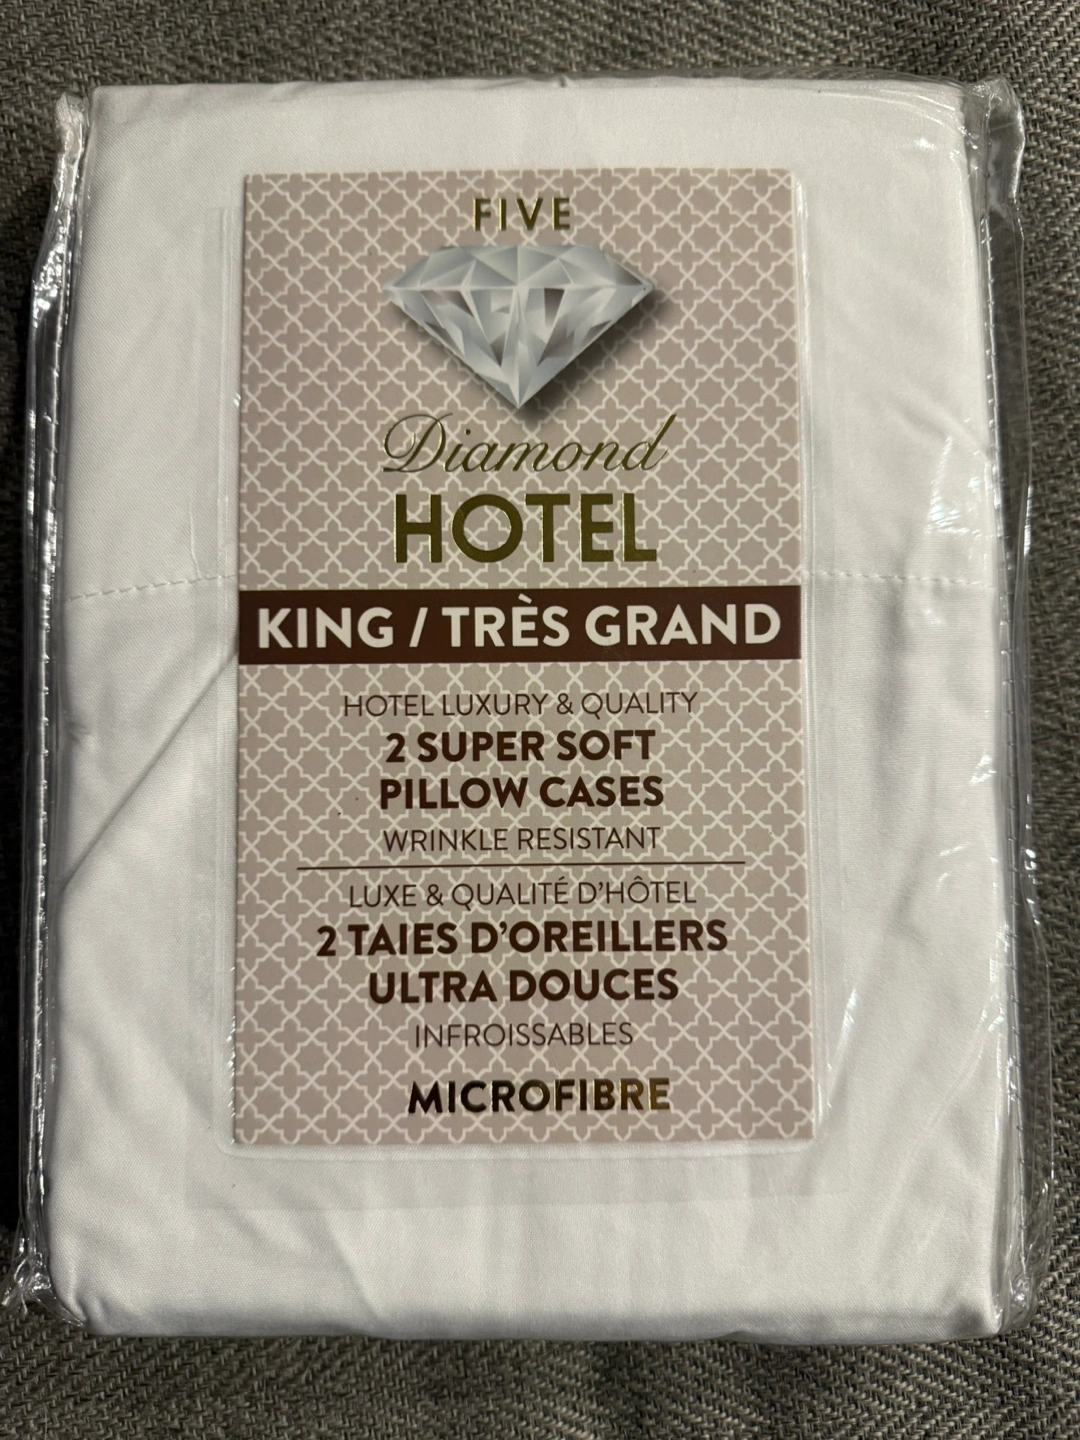 FIVE
Diamond
HOTEL
KING / TRÈS GRAND
HOTEL LUXURY & QUALITY
2 SUPER SOFT
PILLOW CASES
WRINKLE RESISTANT
LUXE & QUALITÉ D'HÔTEL
2 TAIES D'OREILLERS
ULTRA DOUCES
INFROISSABLES
MICROFIBRE